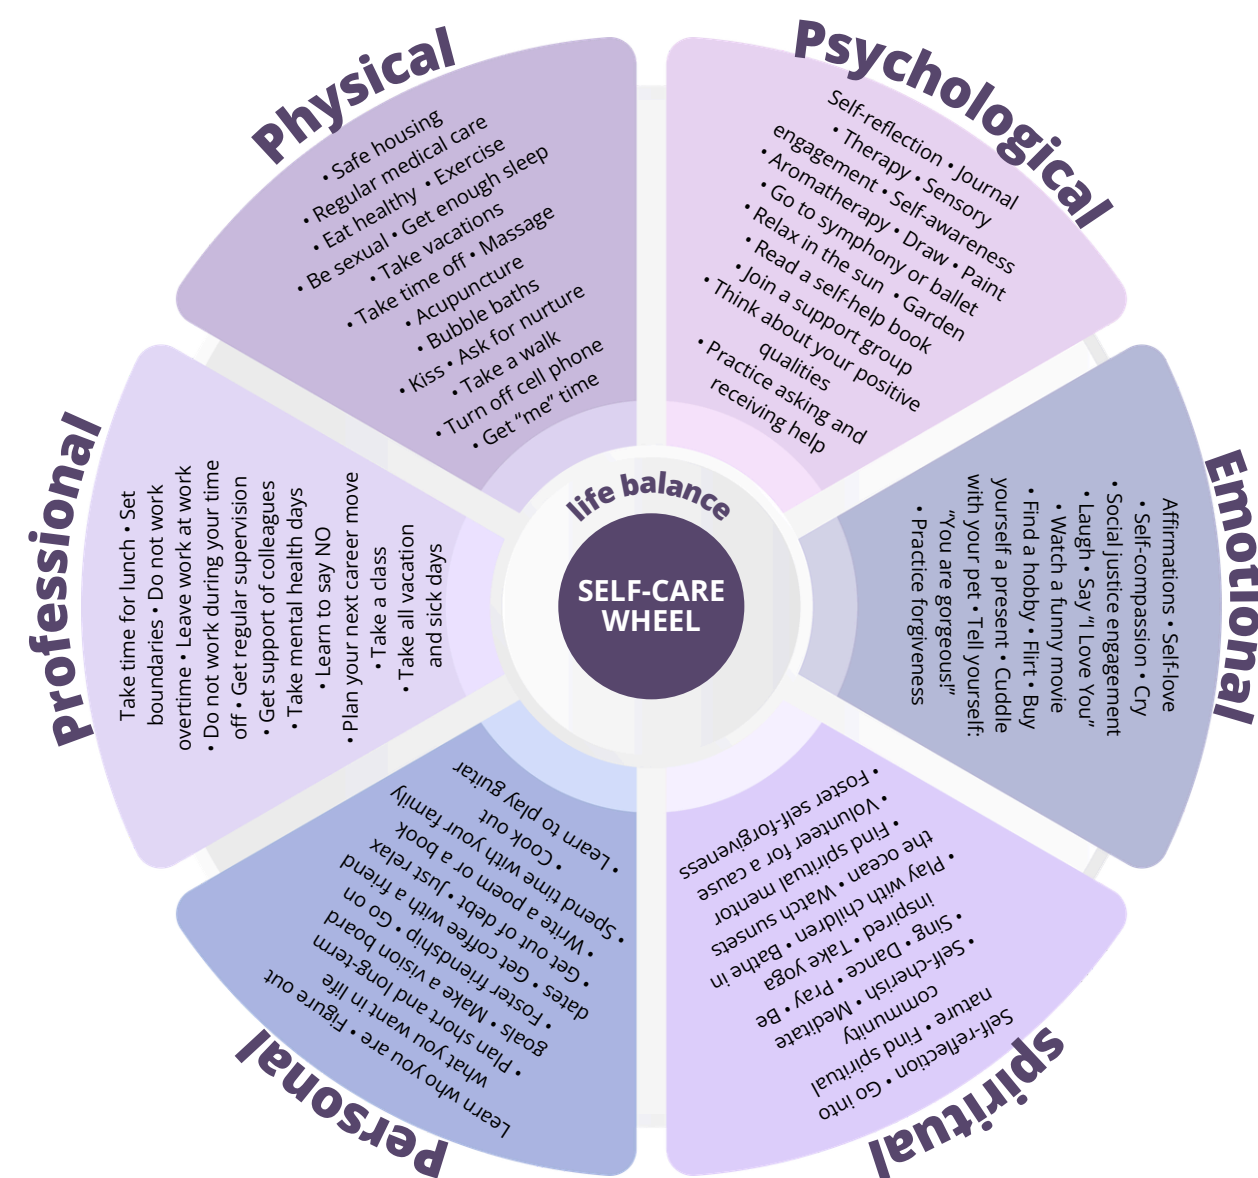 Physical
• Safe housing
• Regular medical care
• Eat healthy • Exercise
• Be sexual • Get enough sleep
• Take vacations
• Take time off • Massage
• Acupuncture
• Bubble baths
• Kiss • Ask for nurture
• Take a walk
• Turn off cell phone
• Get “me” time
Psychological
Self-reflection • Journal
• Therapy • Sensory
engagement • Self-awareness
• Aromatherapy • Draw • Paint
• Go to symphony or ballet
• Relax in the sun • Garden
• Read a self-help book
• Join a support group
• Think about your positive
qualities
• Practice asking and
receiving help
Emotional
Affirmations • Self-love
• Self-compassion • Cry
• Social justice engagement
• Laugh • Say “I Love You”
• Watch a funny movie
• Find a hobby • Flirt • Buy
yourself a present • Cuddle
with your pet • Tell yourself:
“You are gorgeous!”
• Practice forgiveness
spiritual
Self-reflection • Go into
nature • Find spiritual
community
• Self-cherish • Meditate
• Sing • Dance • Pray • Be
inspired • Take yoga
• Play with children • Bathe in
the ocean • Watch sunsets
• Find spiritual mentor
• Volunteer for a cause
• Foster self-forgiveness
Personal
Learn who you are • Figure out
what you want in life
• Plan short and long-term
goals • Make a vision board
• Foster friendship • Go on
dates • Get coffee with a friend
• Get out of debt • Just relax
• Write a poem or a book
• Spend time with your family
• Cook out
• Learn to play guitar
Professional
Take time for lunch • Set
boundaries • Do not work
overtime • Leave work at work
• Do not work during your time
off • Get regular supervision
• Get support of colleagues
• Take mental health days
• Learn to say NO
• Plan your next career move
• Take a class
• Take all vacation
and sick days
life balance
SELF-CARE
WHEEL